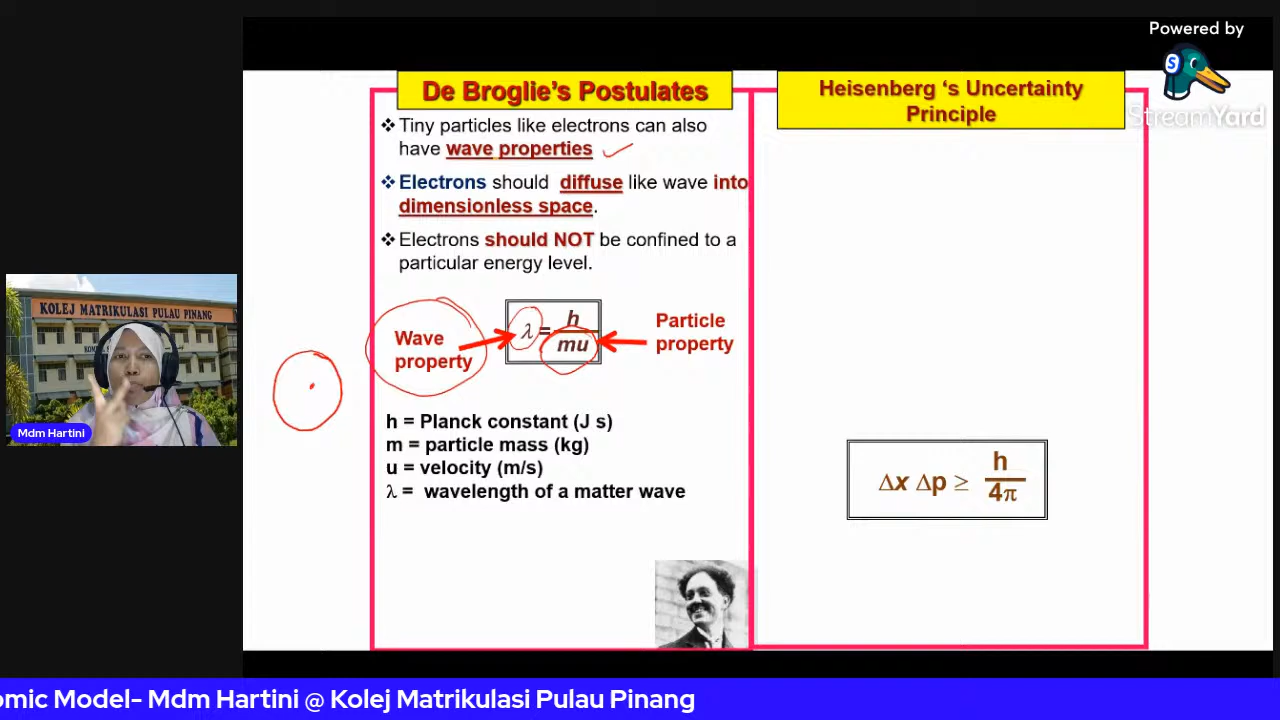 Powered by
StreamYard
De Broglie's Postulates
❖Tiny particles like electrons can also
have wave properties
❖Electrons should diffuse like wave into
dimensionless space.
❖Electrons should NOT be confined to a
particular energy level.
Wave
property
λ = h
mu
Particle
property
h = Planck constant (J s)
m = particle mass (kg)
u = velocity (m/s)
λ = wavelength of a matter wave
Heisenberg 's Uncertainty
Principle
Δx Δp ≥ h
4π
KOLEJ MATRIKULASI PULAU PINANG
Mdm Hartini
omic Model- Mdm Hartini @ Kolej Matrikulasi Pulau Pinang